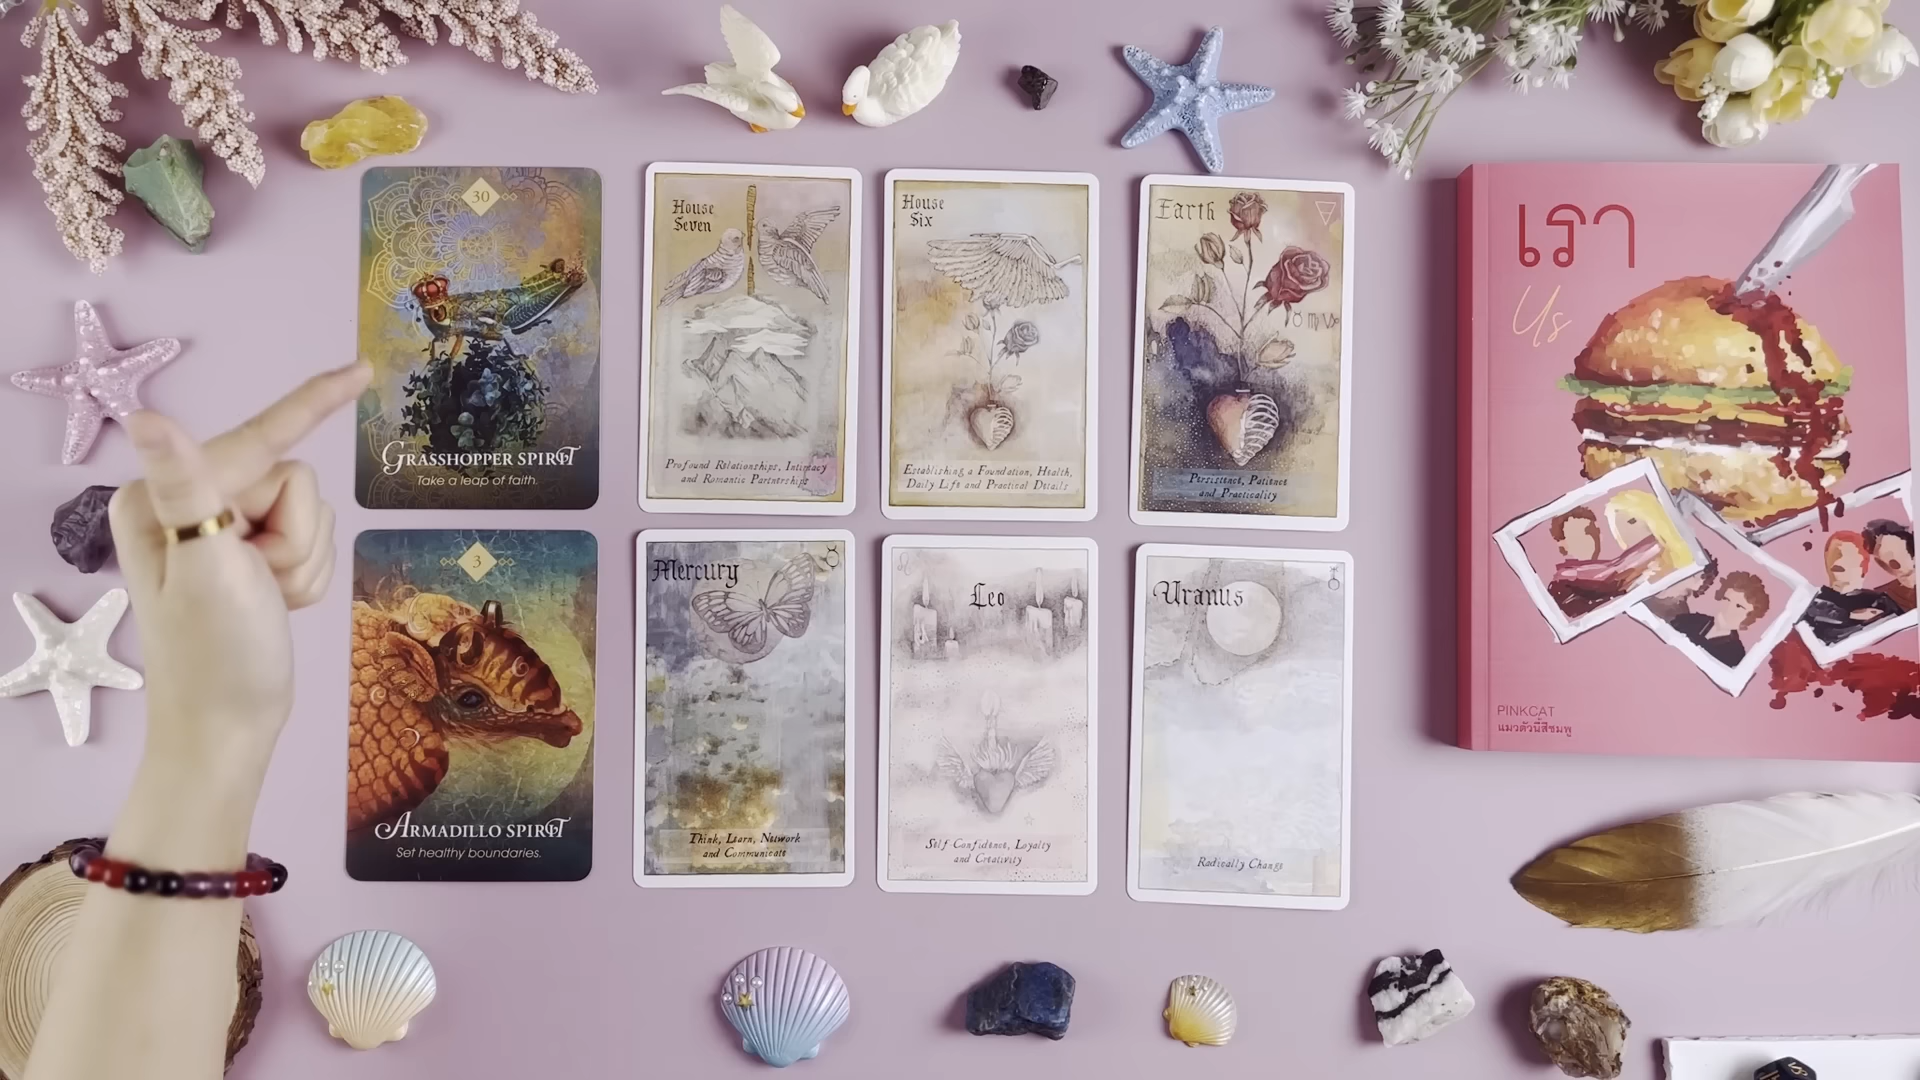 30
GRASSHOPPER SPIRIT
Take a leap of faith.
House
Seven
Profound Relationships, Intimacy
and Romantic Partnerships
House
Six
Establishing a Foundation, Health,
Daily Life and Practical Details
Earth
Persistence, Patience
and Practicality
3
ARMADILLO SPIRIT
Set healthy boundaries.
Mercury
Think, Learn, Network
and Communicate
Leo
Self Confidence, Loyalty
and Creativity
Uranus
Radically Change
เรา
Us
PINKCAT
แมวตัวนี้สีชมพู